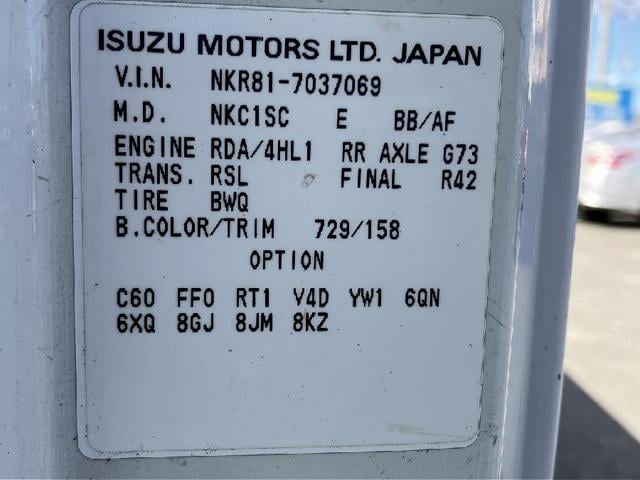 ISUZU MOTORS LTD. JAPAN
V.I.N. NKR81-7037069
M.D. NKC1SC E BB/AF
ENGINE RDA/4HL1 RR AXLE G73
TRANS. RSL FINAL R42
TIRE BWQ
B.COLOR/TRIM 729/158
OPTION
C60 FF0 RT1 V4D YW1 6QN
6XQ 8GJ 8JM 8KZ